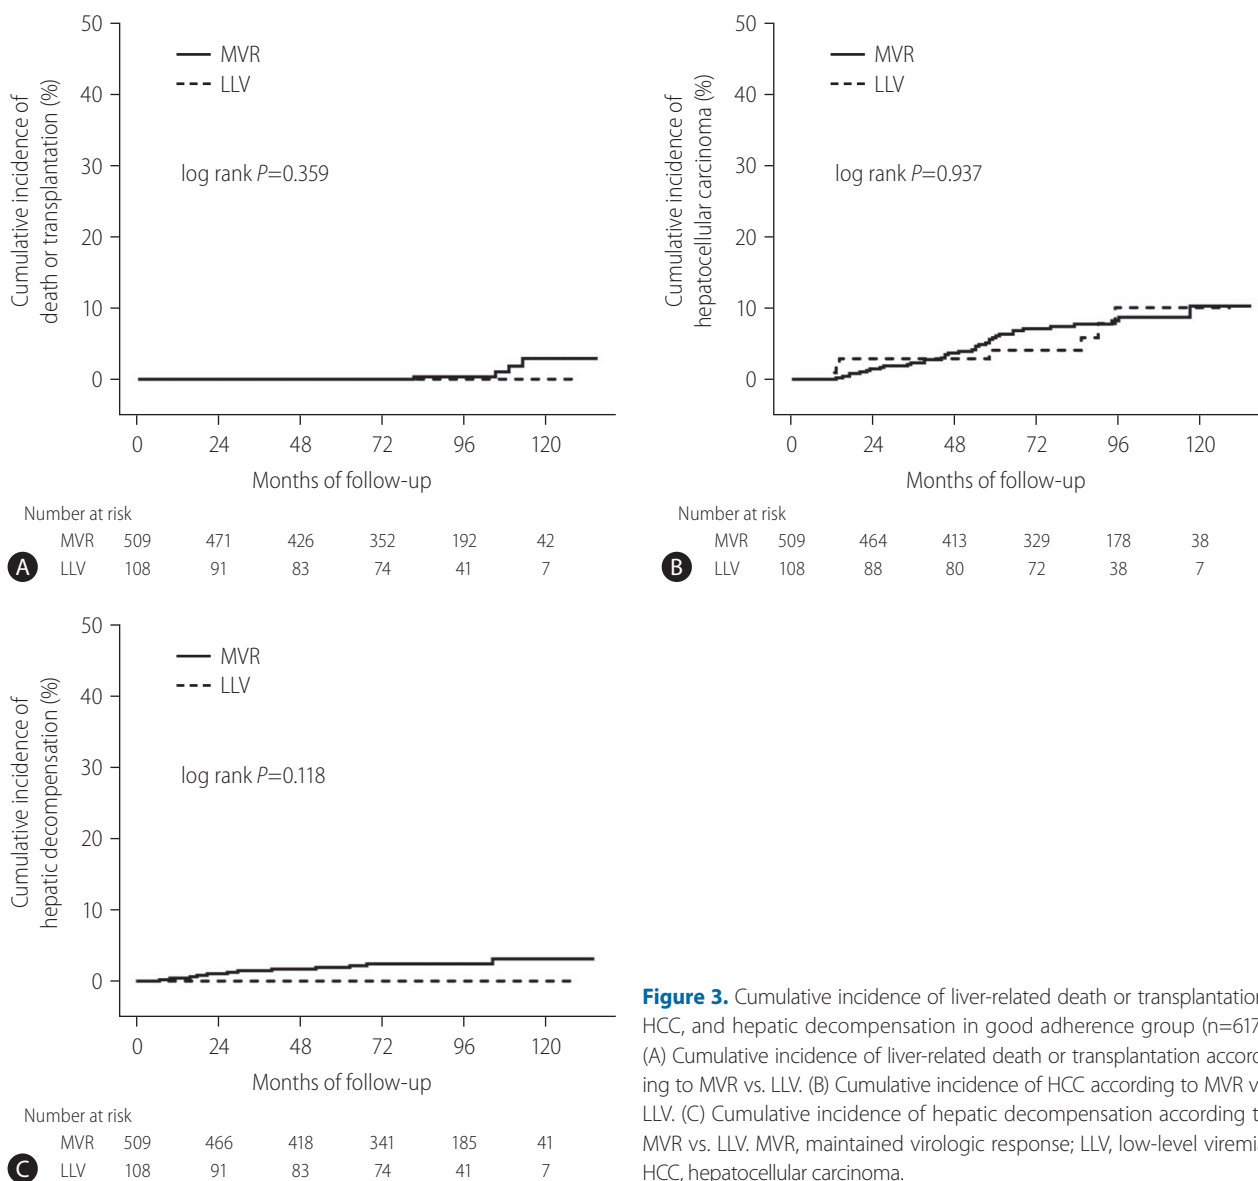 50
40
30
20
10
0
Cumulative incidence of
death or transplantation (%)
MVR
LLV
log rank P=0.359
0 24 48 72 96 120
Months of follow-up
Number at risk
MVR 509 471 426 352 192 42
A LLV 108 91 83 74 41 7
50
40
30
20
10
0
Cumulative incidence of
hepatocellular carcinoma (%)
MVR
LLV
log rank P=0.937
0 24 48 72 96 120
Months of follow-up
Number at risk
MVR 509 464 413 329 178 38
B LLV 108 88 80 72 38 7
50
40
30
20
10
0
Cumulative incidence of
hepatic decompensation (%)
MVR
LLV
log rank P=0.118
0 24 48 72 96 120
Months of follow-up
Number at risk
MVR 509 466 418 341 185 41
C LLV 108 91 83 74 41 7
Figure 3. Cumulative incidence of liver-related death or transplantation
HCC, and hepatic decompensation in good adherence group (n=617
(A) Cumulative incidence of liver-related death or transplantation accord
ing to MVR vs. LLV. (B) Cumulative incidence of HCC according to MVR v
LLV. (C) Cumulative incidence of hepatic decompensation according t
MVR vs. LLV. MVR, maintained virologic response; LLV, low-level viremi
HCC, hepatocellular carcinoma.